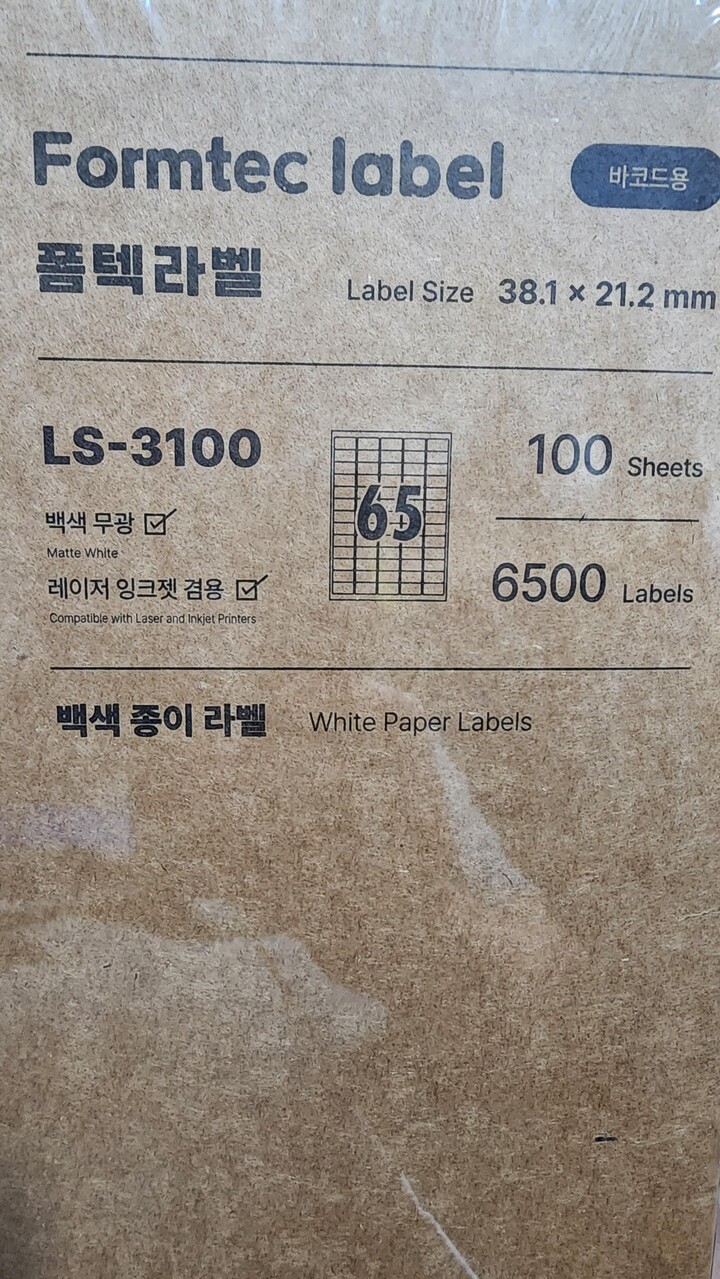 Formtec label 바코드용
폼텍라벨 Label Size 38.1 × 21.2 mm
LS-3100
백색 무광
Matte White
레이저 잉크젯 겸용
Compatible with Laser and Inkjet Printers
65
100 Sheets
6500 Labels
백색 종이 라벨 White Paper Labels